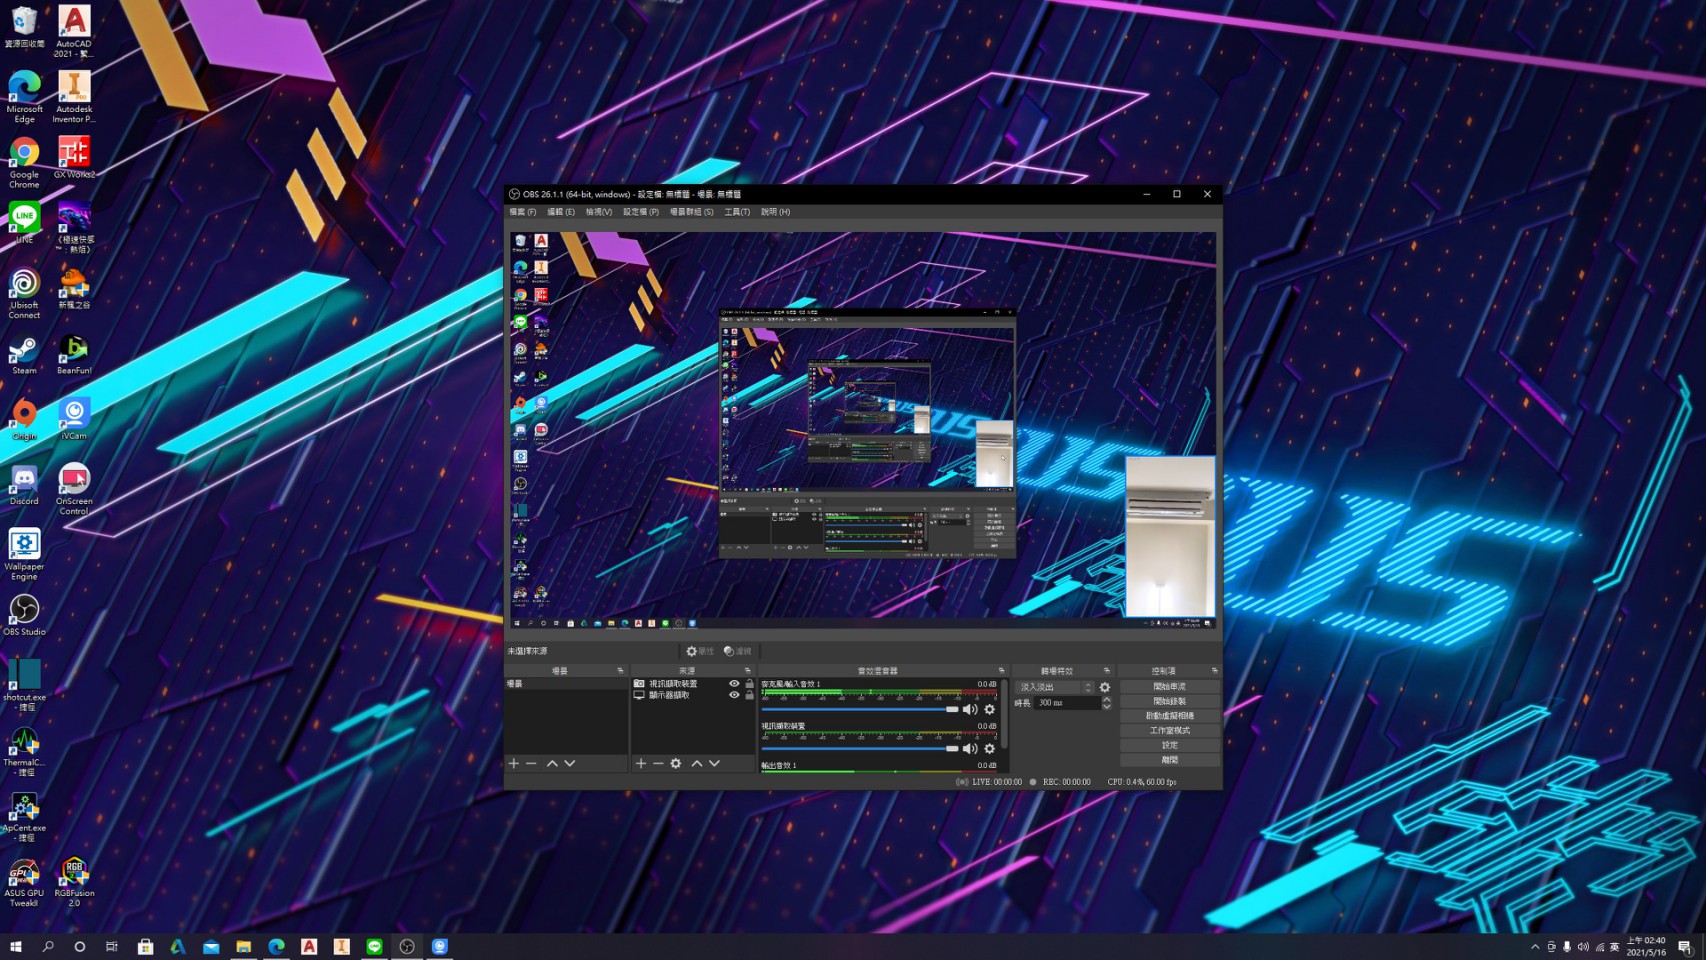 資源回收筒
AutoCAD
2021 - 繁...
Microsoft
Edge
Autodesk
Inventor P...
Google
Chrome
GX Works2
LINE
《極速快感
™：熱焰》
Ubisoft
Connect
新楓之谷
Steam
BeanFun!
Origin
iVCam
Discord
OnScreen
Control
Wallpaper
Engine
OBS Studio
shotcut.exe
- 捷徑
ThermalC...
- 捷徑
ApCent.exe
- 捷徑
ASUS GPU
TweakII
RGBFusion
2.0
OBS 26.1.1 (64-bit, windows) - 設定檔: 無標題 - 場景: 無標題
檔案 (F) 編輯 (E) 檢視(V) 設定檔 (P) 場景群組 (S) 工具(T) 說明 (H)
未選擇來源 屬性 濾鏡
場景 來源 音效混音器 轉場特效 控制項
場景
視訊擷取裝置
顯示器擷取
麥克風/輸入音效 1 0.0 dB
視訊擷取裝置 0.0 dB
輸出音效 1 0.0 dB
淡入淡出
時長 300 ms
開始串流
開始錄製
啟動虛擬相機
工作室模式
設定
離開
LIVE: 00:00:00 REC: 00:00:00 CPU: 0.4%, 60.00 fps
英
上午 02:40
2021/5/16